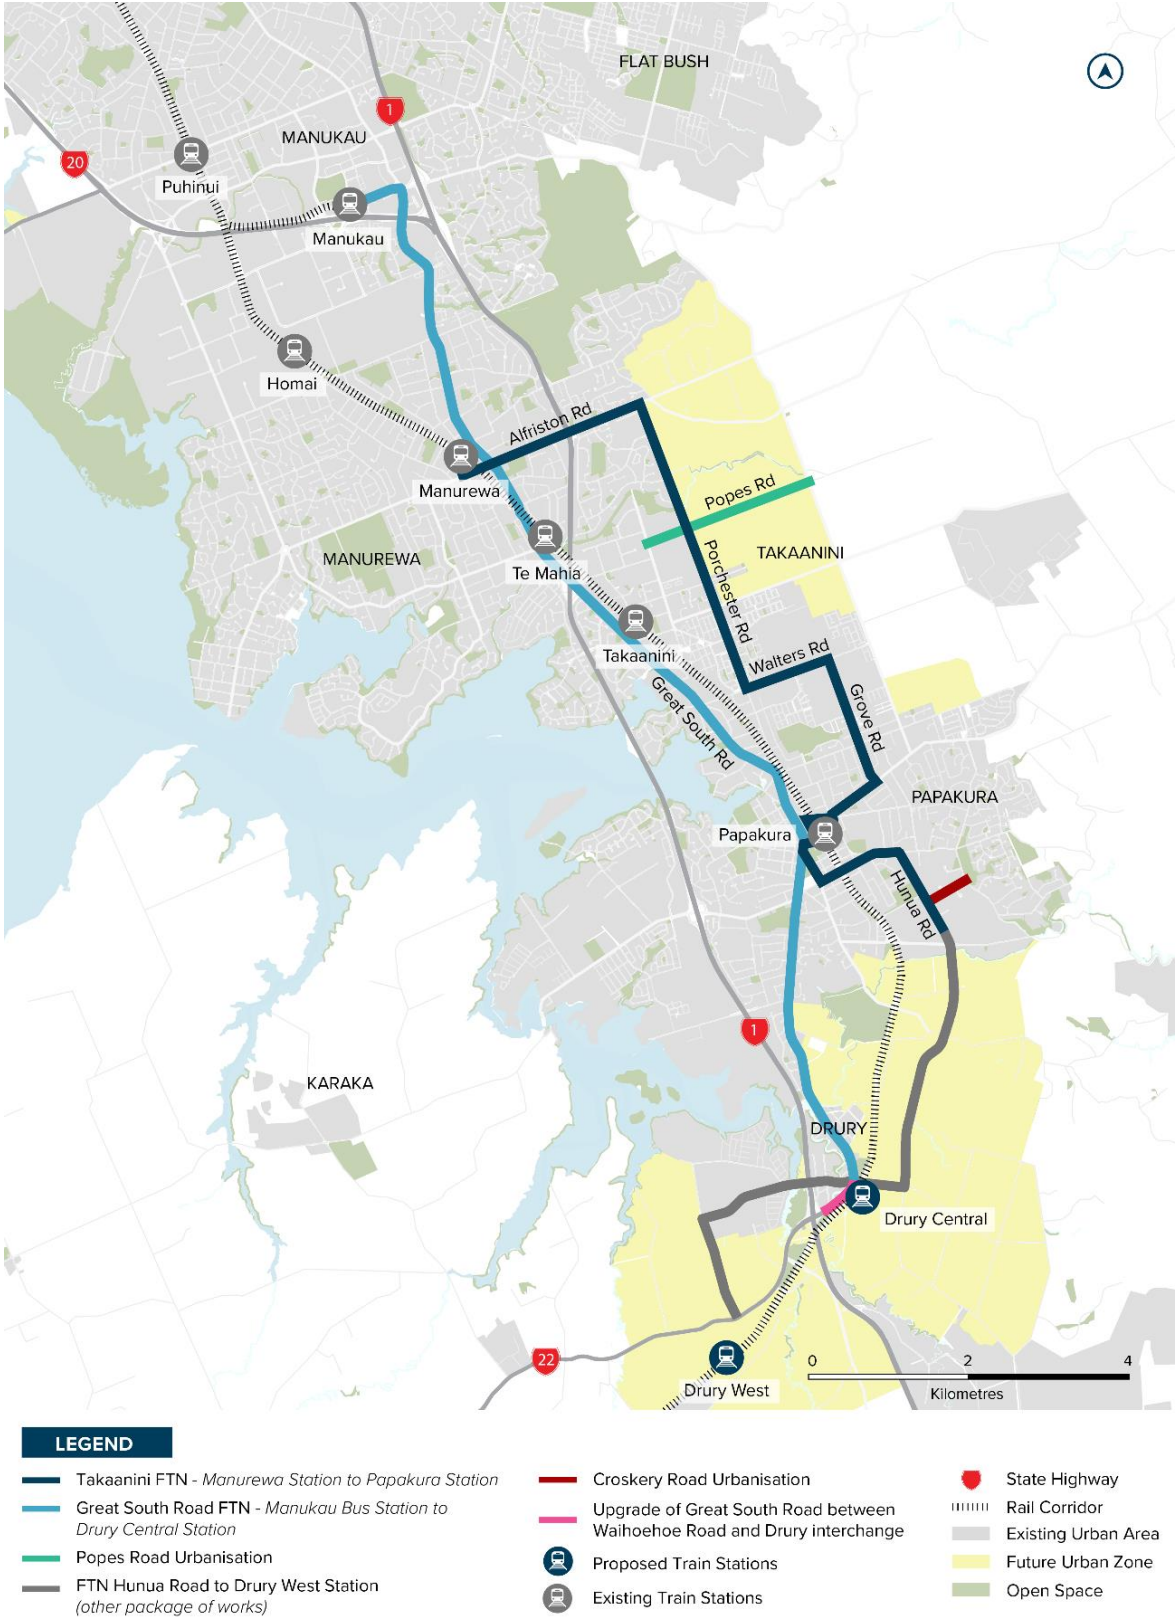 FLAT BUSH
1
MANUKAU
20
Puhinui
Manukau
Homai
Alfriston Rd
Manurewa
Popes Rd
MANUREWA
TAKAANINI
Te Mahia
Porchester Rd
Takaanini
Walters Rd
Great South Rd
Grove Rd
PAPAKURA
Papakura
Hunua Rd
1
KARAKA
DRURY
Drury Central
22
Drury West
0 2 4
Kilometres
LEGEND
Takaanini FTN - Manurewa Station to Papakura Station
Great South Road FTN - Manukau Bus Station to
Drury Central Station
Popes Road Urbanisation
FTN Hunua Road to Drury West Station
(other package of works)
Croskery Road Urbanisation
Upgrade of Great South Road between
Waihoehoe Road and Drury interchange
Proposed Train Stations
Existing Train Stations
State Highway
Rail Corridor
Existing Urban Area
Future Urban Zone
Open Space